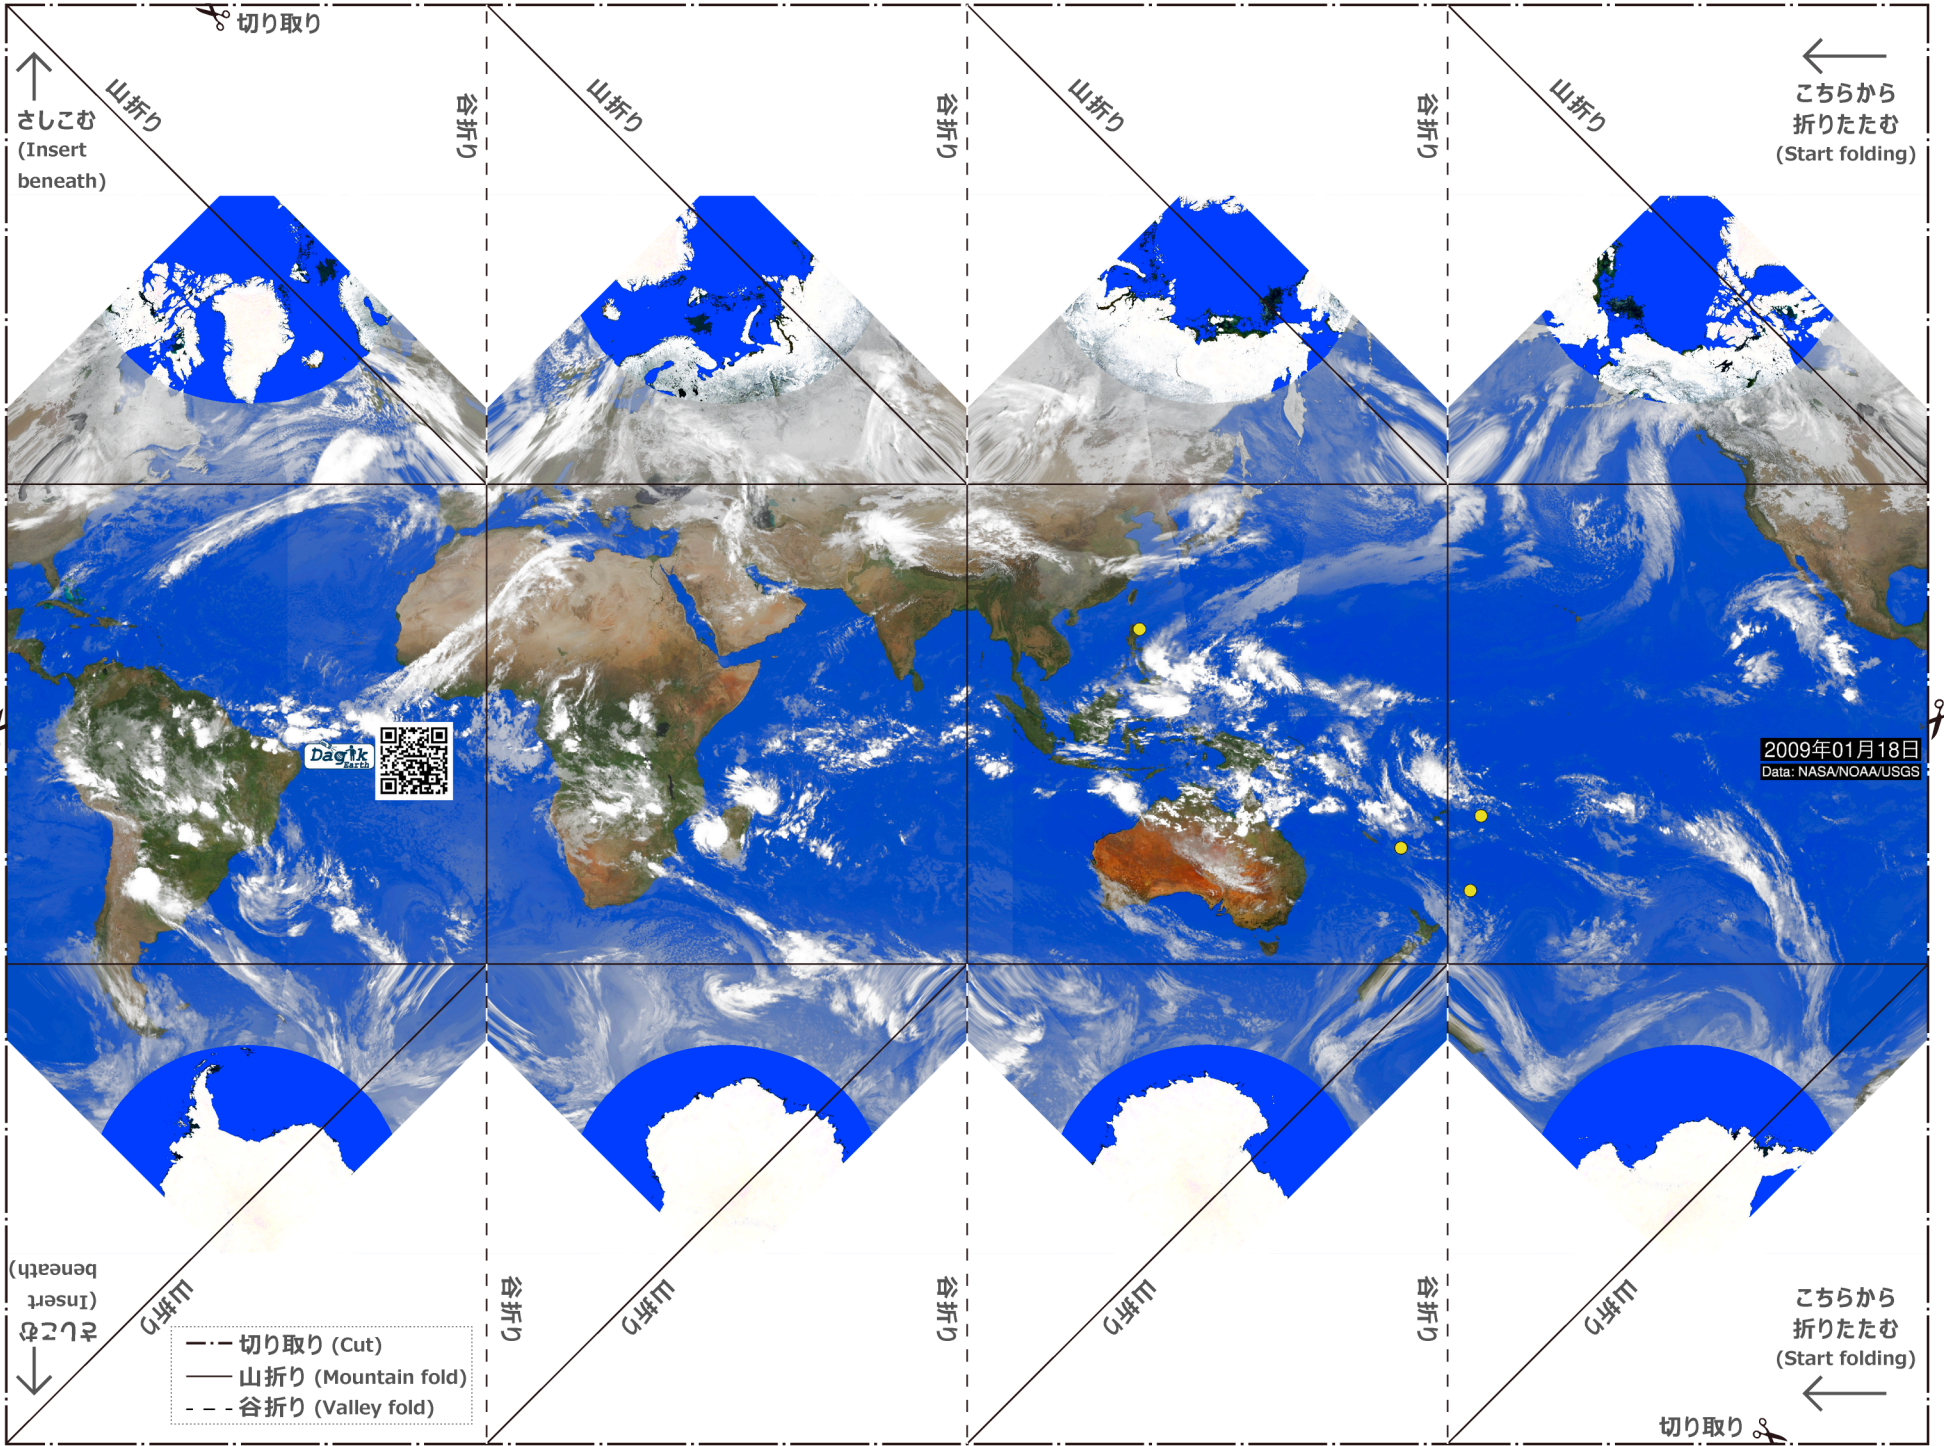 切り取り
山折り
谷折り
山折り
谷折り
山折り
谷折り
山折り
さしこむ
(Insert
beneath)
こちらから
折りたたむ
(Start folding)
Dagik
Earth
2009年01月18日
Data: NASA/NOAA/USGS
さしこむ
(Insert
beneath)
山折り
谷折り
山折り
谷折り
山折り
谷折り
山折り
こちらから
折りたたむ
(Start folding)
切り取り (Cut)
山折り (Mountain fold)
谷折り (Valley fold)
切り取り